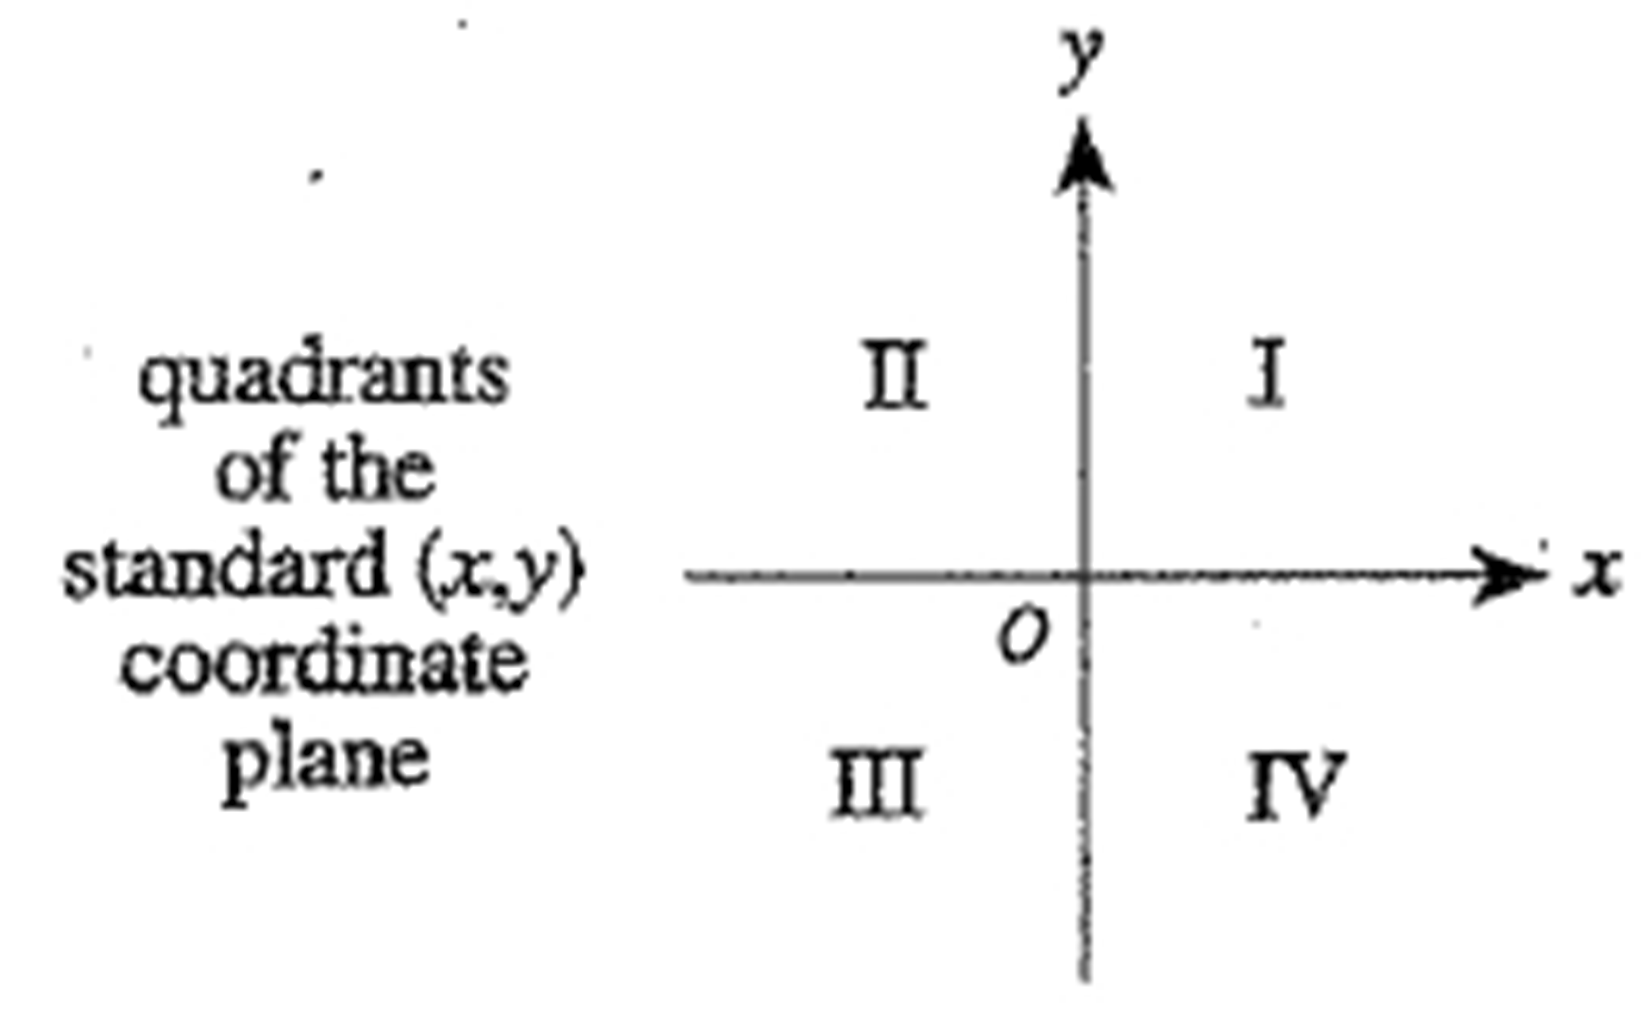 quadrants
of the
standard (x,y)
coordinate
plane
y
II
I
x
O
III
IV